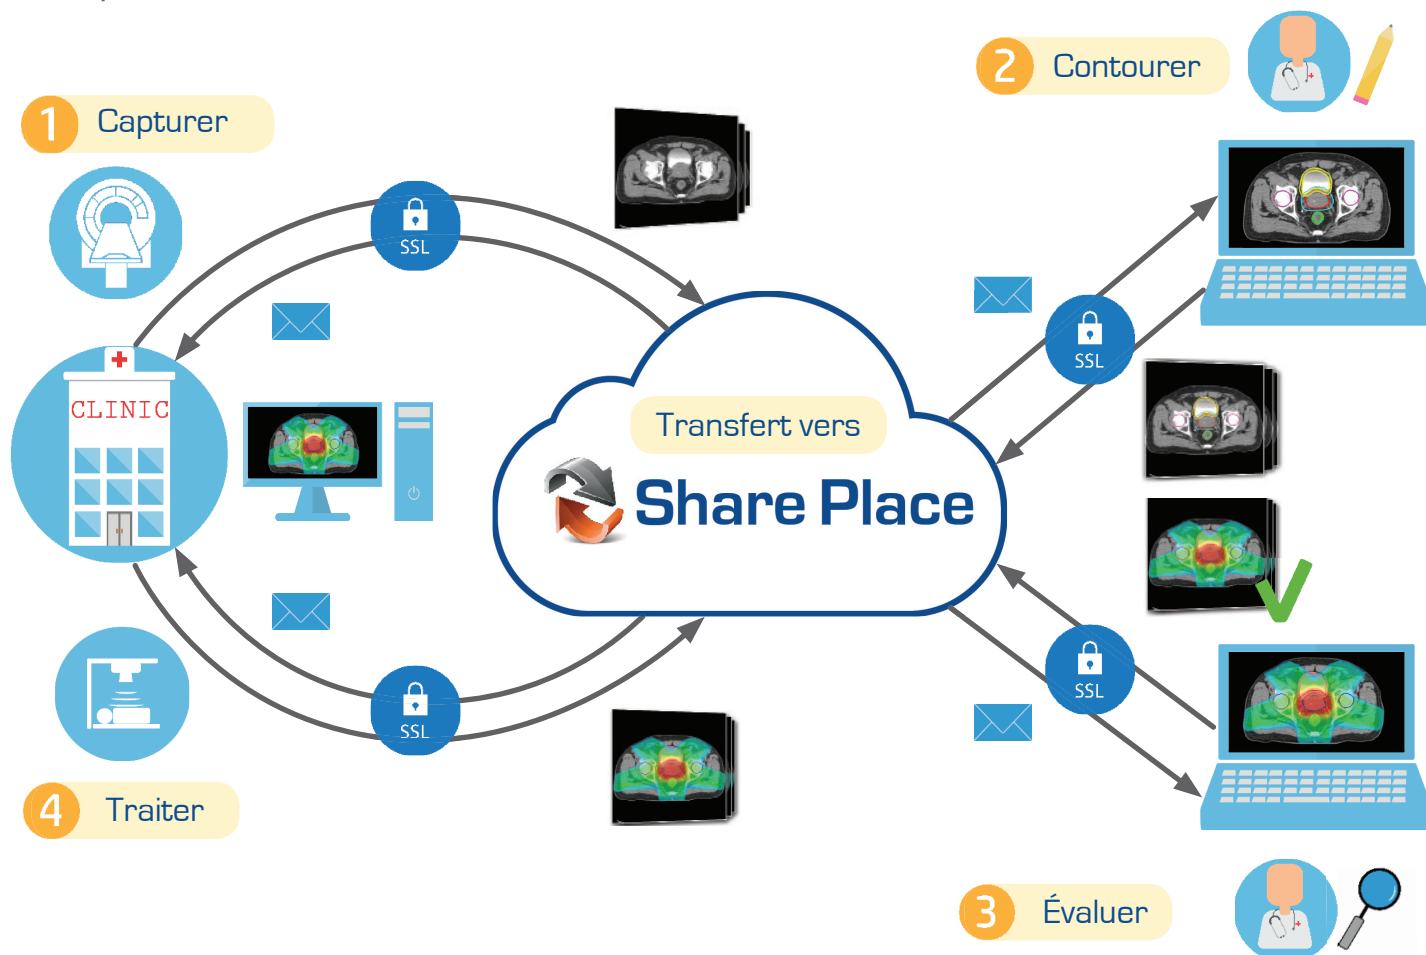 2 Contourer
1 Capturer
SSL
SSL
CLINIC
Transfert vers
Share Place
SSL
SSL
4 Traiter
3 Évaluer